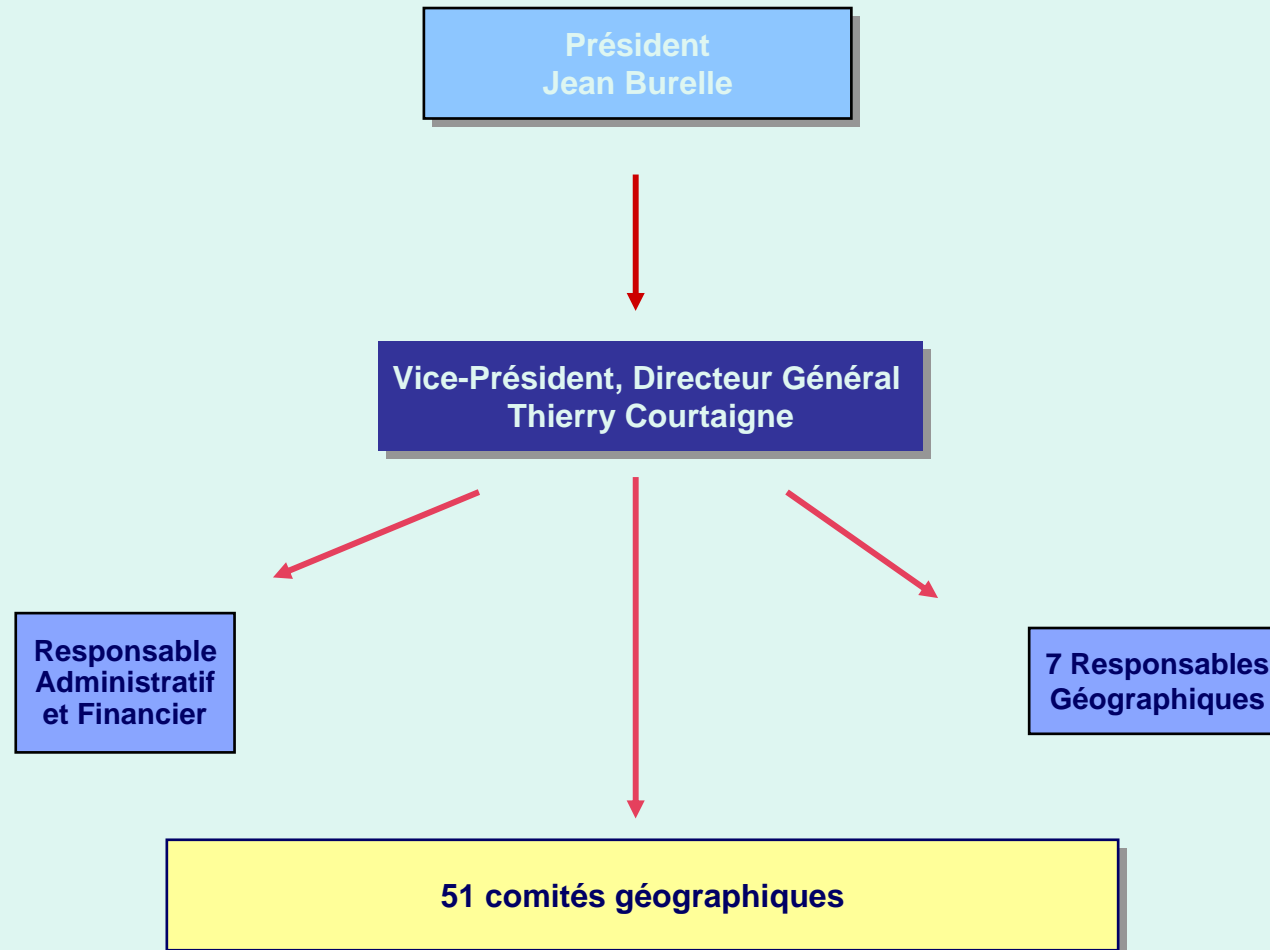 Président
Jean Burelle
Vice-Président, Directeur Général
Thierry Courtaigne
Responsable
Administratif
et Financier
7 Responsables
Géographiques
51 comités géographiques